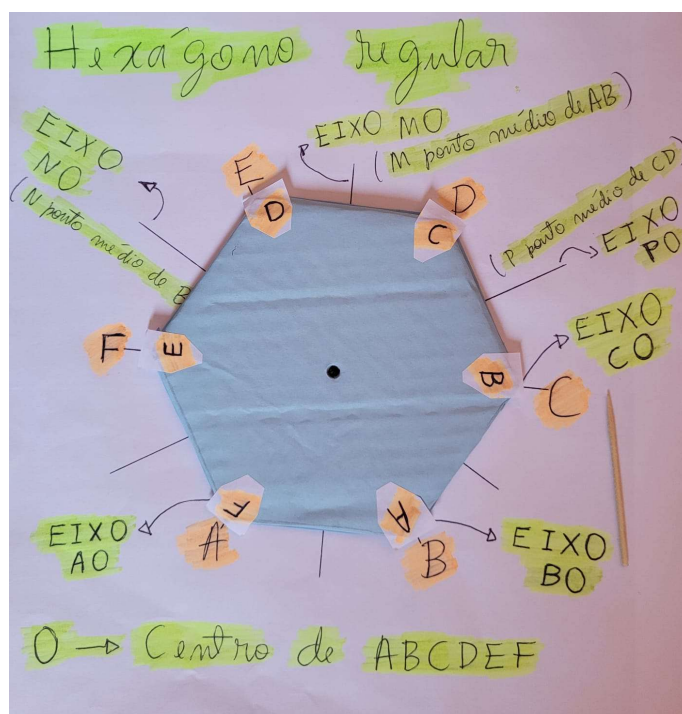 Hexágono regular
EIXO MO
(M ponto médio de AB)
EIXO
NO
(N ponto médio de B
E
D
D
C
(P ponto médio de CD)
EIXO
PO
EIXO
CO
F
E
B
C
F
A
EIXO
AO
A
B
EIXO
BO
O → Centro de ABCDEF